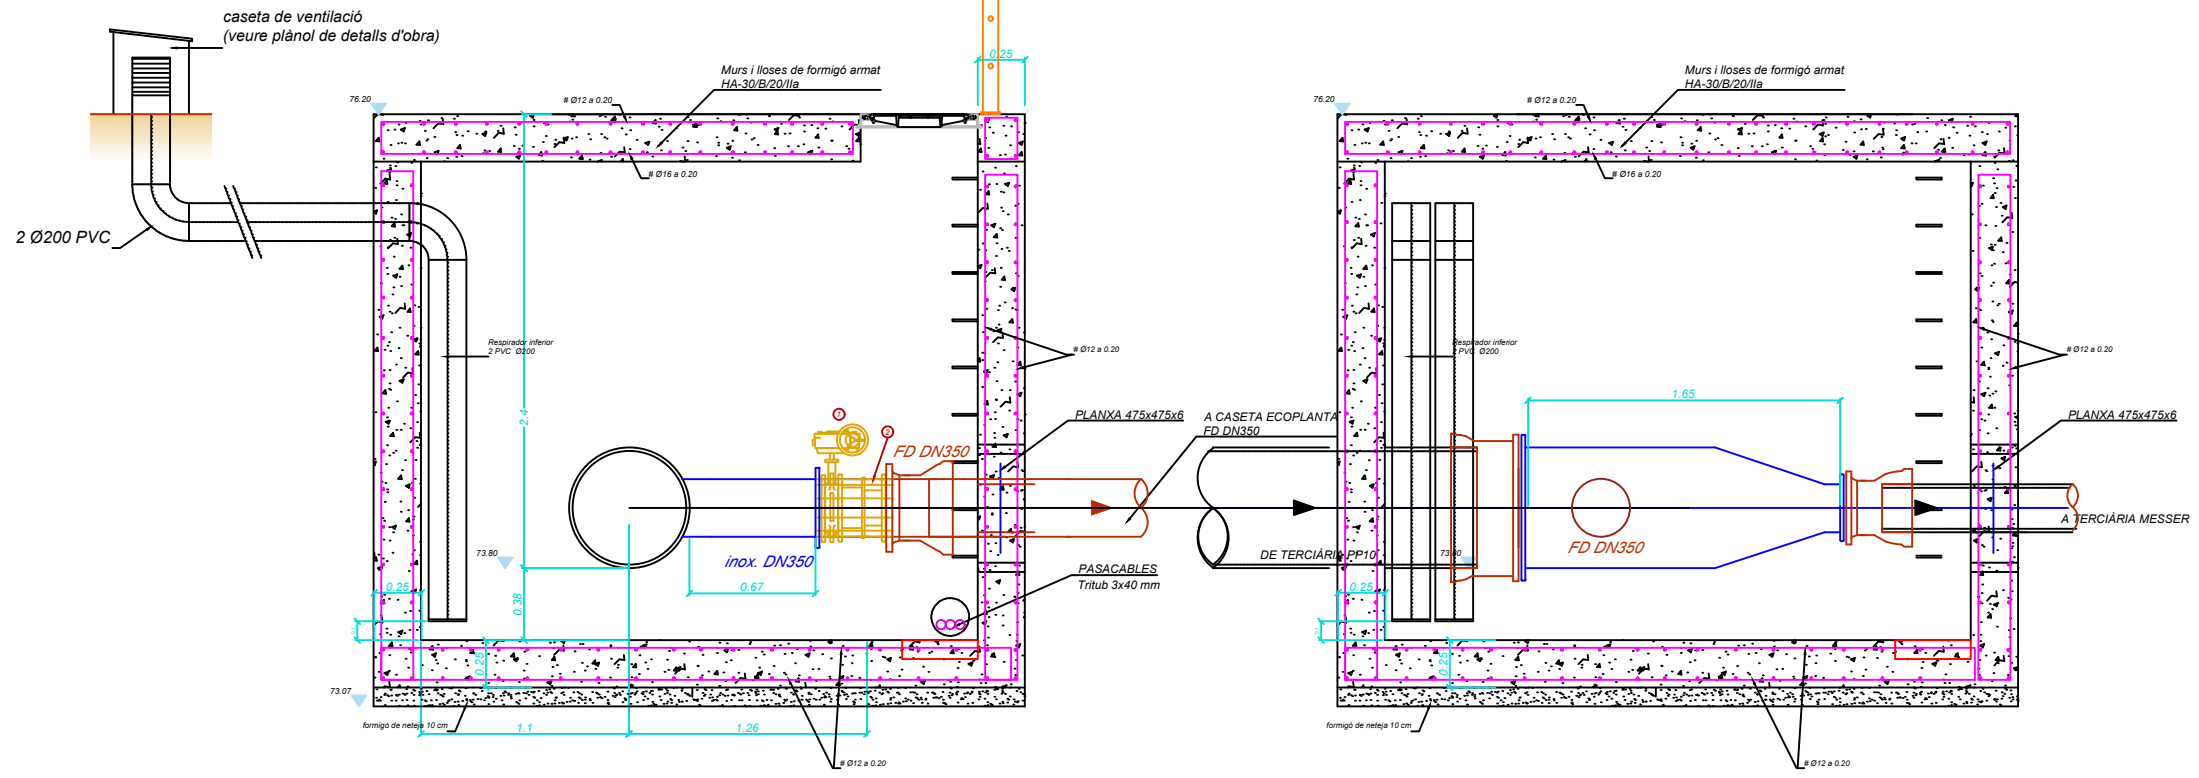 caseta de ventilació
(veure plànol de detalls d'obra)
2 Ø200 PVC
76.20
# Ø12 a 0.20
Murs i lloses de formigó armat
HA-30/B/20/IIa
# Ø16 a 0.20
0.25
Respirador inferior
2 PVC Ø200
2.4
# Ø12 a 0.20
1
2
FD DN350
PLANXA 475x475x6
A CASETA ECOPLANTA
FD DN350
inox. DN350
0.67
73.80
0.38
0.25
0.25
PASACABLES
Tritub 3x40 mm
73.07
formigó de neteja 10 cm
1.1
1.26
# Ø12 a 0.20
76.20
# Ø12 a 0.20
Murs i lloses de formigó armat
HA-30/B/20/IIa
# Ø16 a 0.20
Respirador inferior
2 PVC Ø200
# Ø12 a 0.20
1.65
PLANXA 475x475x6
A TERCIÀRIA MESSER
FD DN350
DE TERCIÀRIA PP10
73.80
0.25
0.25
formigó de neteja 10 cm
# Ø12 a 0.20